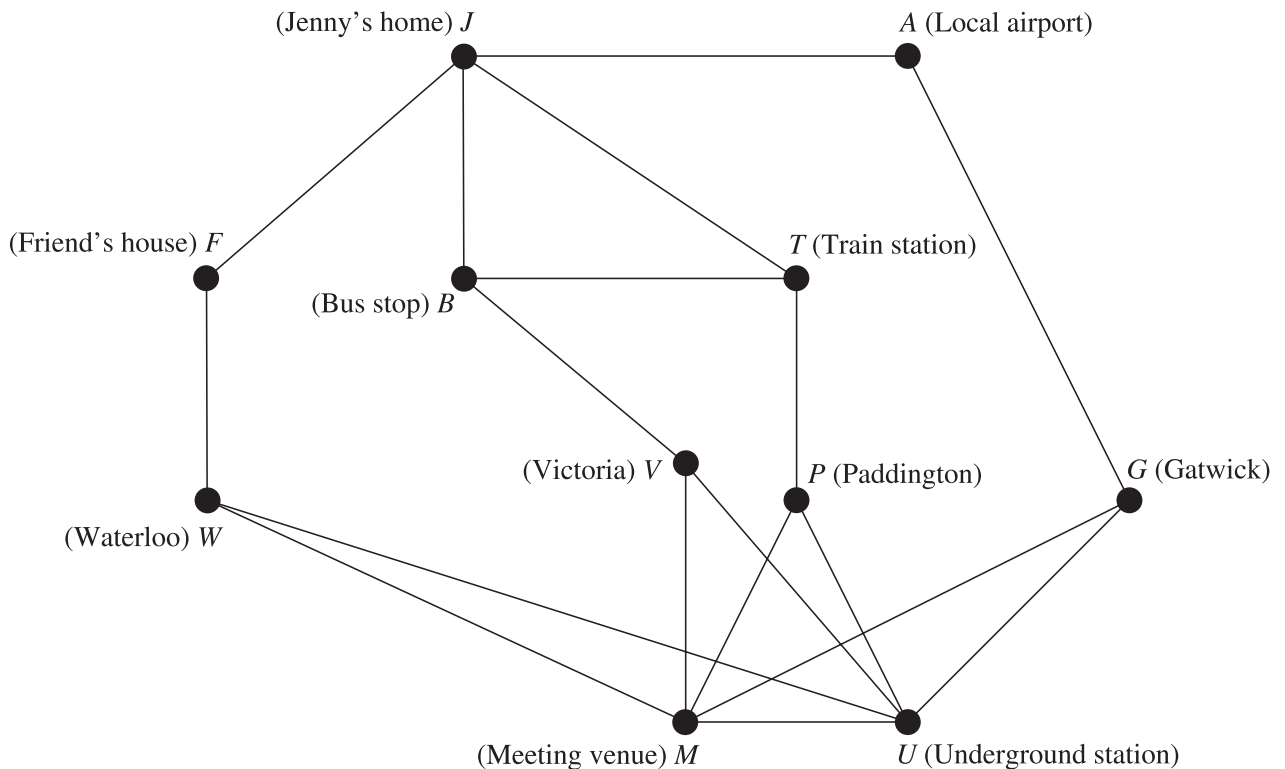 (Jenny’s home) J
A (Local airport)
(Friend’s house) F
T (Train station)
(Bus stop) B
(Victoria) V
P (Paddington)
G (Gatwick)
(Waterloo) W
(Meeting venue) M
U (Underground station)